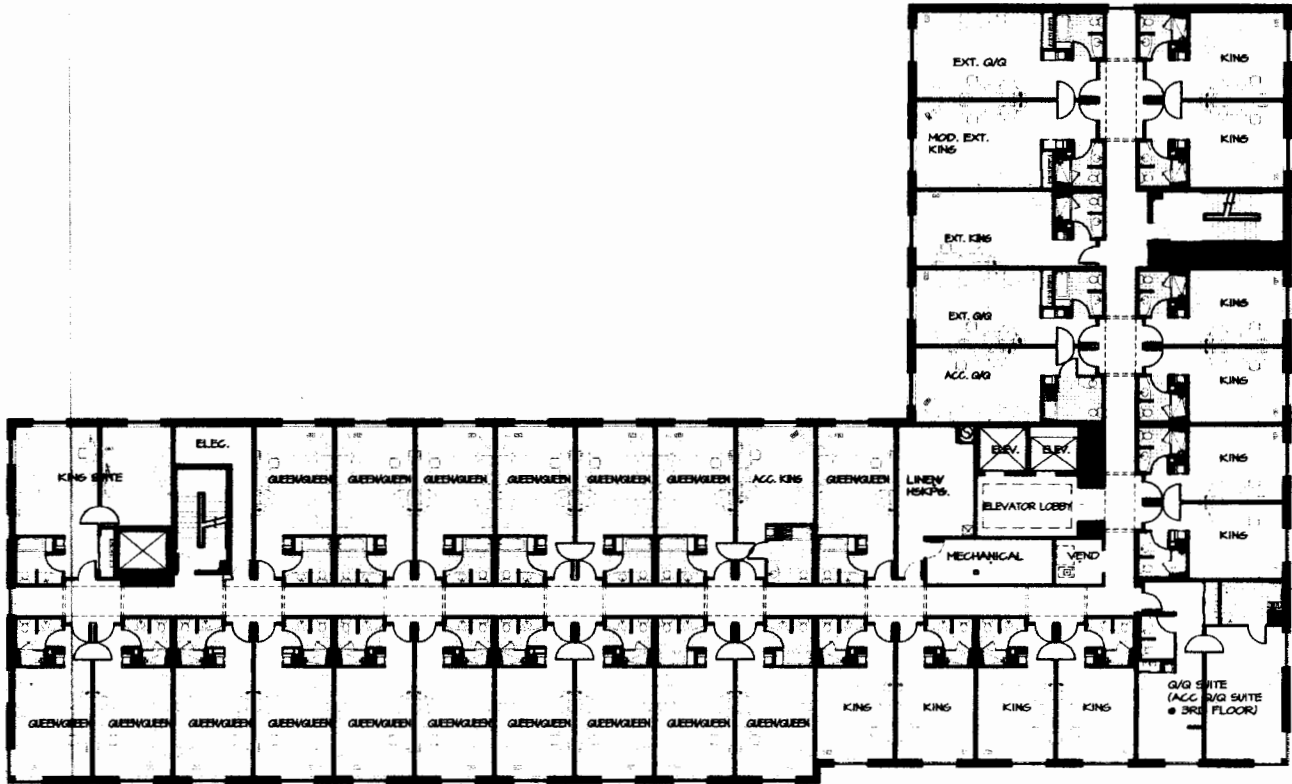 EXT. Q/Q
KING
MOD. EXT.
KING
KING
EXT. KING
EXT. Q/Q
KING
ACC. Q/Q
KING
ELEC.
ELEV.
ELEV.
KING SUITE
QUEEN/QUEEN
QUEEN/QUEEN
QUEEN/QUEEN
QUEEN/QUEEN
QUEEN/QUEEN
QUEEN/QUEEN
ACC. KING
QUEEN/QUEEN
LINEN/
HSKPG.
ELEVATOR LOBBY
KING
KING
MECHANICAL
VEND
QUEEN/QUEEN
QUEEN/QUEEN
QUEEN/QUEEN
QUEEN/QUEEN
QUEEN/QUEEN
QUEEN/QUEEN
QUEEN/QUEEN
QUEEN/QUEEN
QUEEN/QUEEN
QUEEN/QUEEN
KING
KING
KING
KING
Q/Q SUITE
(ACC Q/Q SUITE
@ 3RD FLOOR)